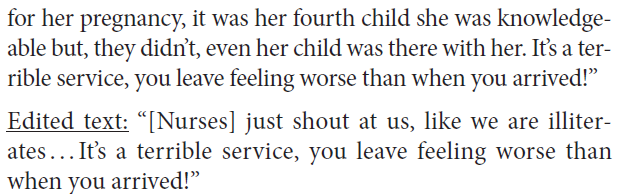 for her pregnancy, it was her fourth child she was knowledge-
able but, they didn’t, even her child was there with her. It’s a ter-
rible service, you leave feeling worse than when you arrived!”
Edited text: “[Nurses] just shout at us, like we are illiter-
ates . . . It’s a terrible service, you leave feeling worse than
when you arrived!”